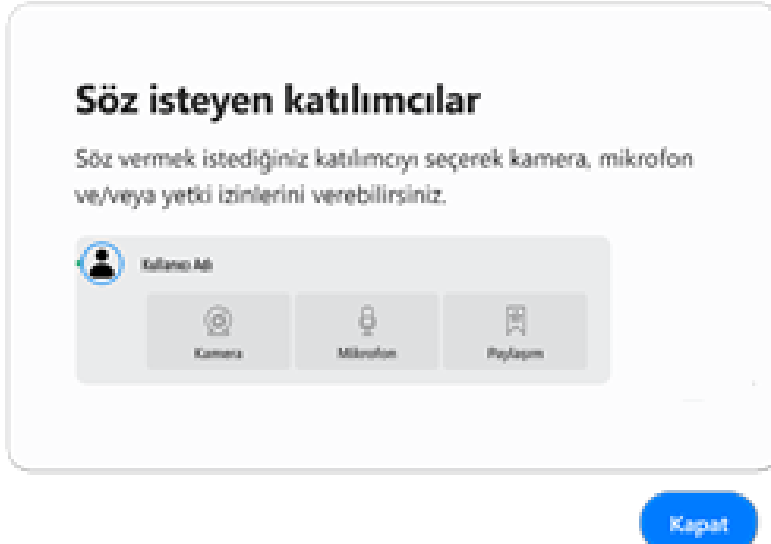 Söz isteyen katılımcılar
Söz vermek istediğiniz katılımcıyı seçerek kamera, mikrofon
ve/veya yetki izinlerini verebilirsiniz.
Kullanıcı Adı
Kamera Mikrofon Paylaşım
Kapat